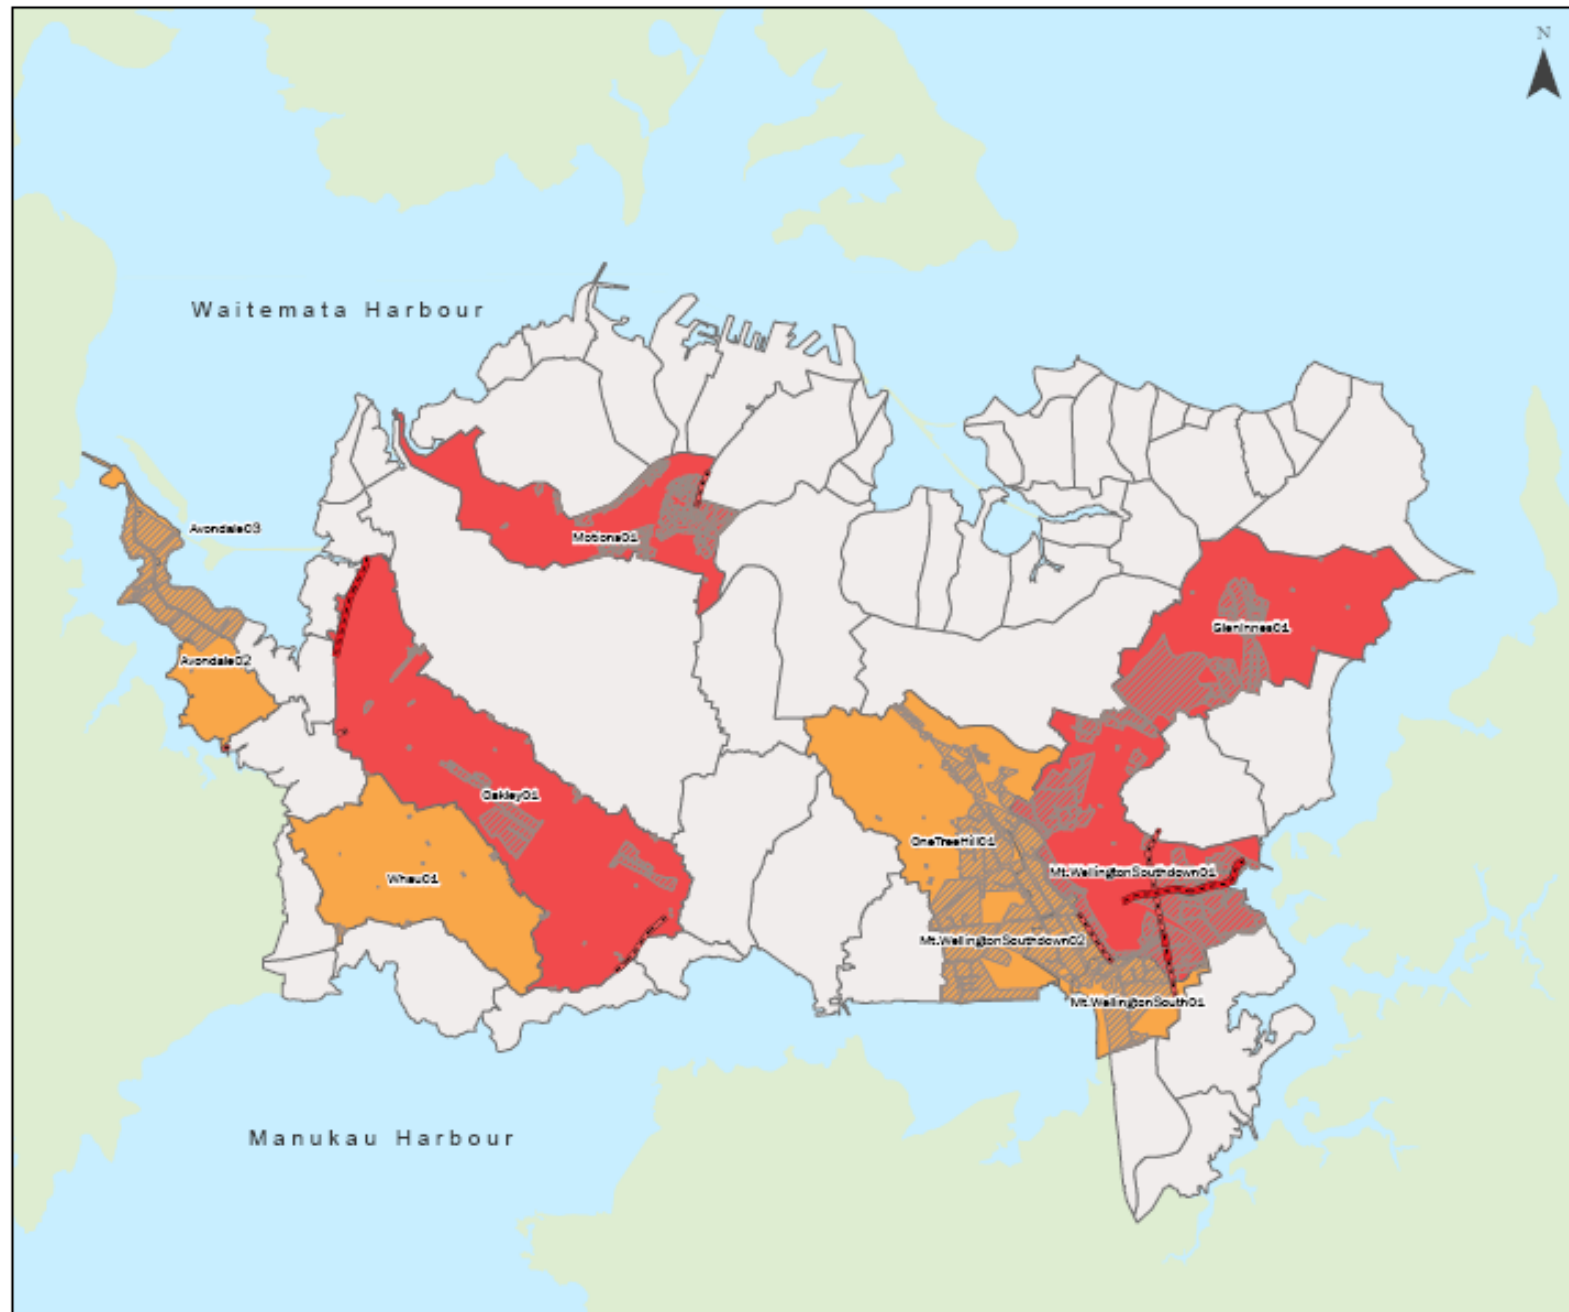 N
Waitemata Harbour
Avondale03
Motions01
GlenInnes01
Avondale02
Oakley01
OneTreeHill01
Whau01
Mt.WellingtonSouthdown01
Mt.WellingtonSouthdown02
Mt.WellingtonSouth01
Manukau Harbour